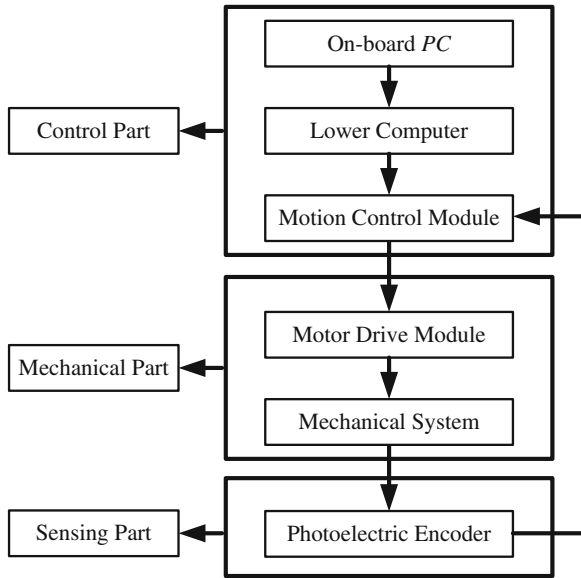 On-board PC
Control Part
Lower Computer
Motion Control Module
Motor Drive Module
Mechanical Part
Mechanical System
Sensing Part
Photoelectric Encoder